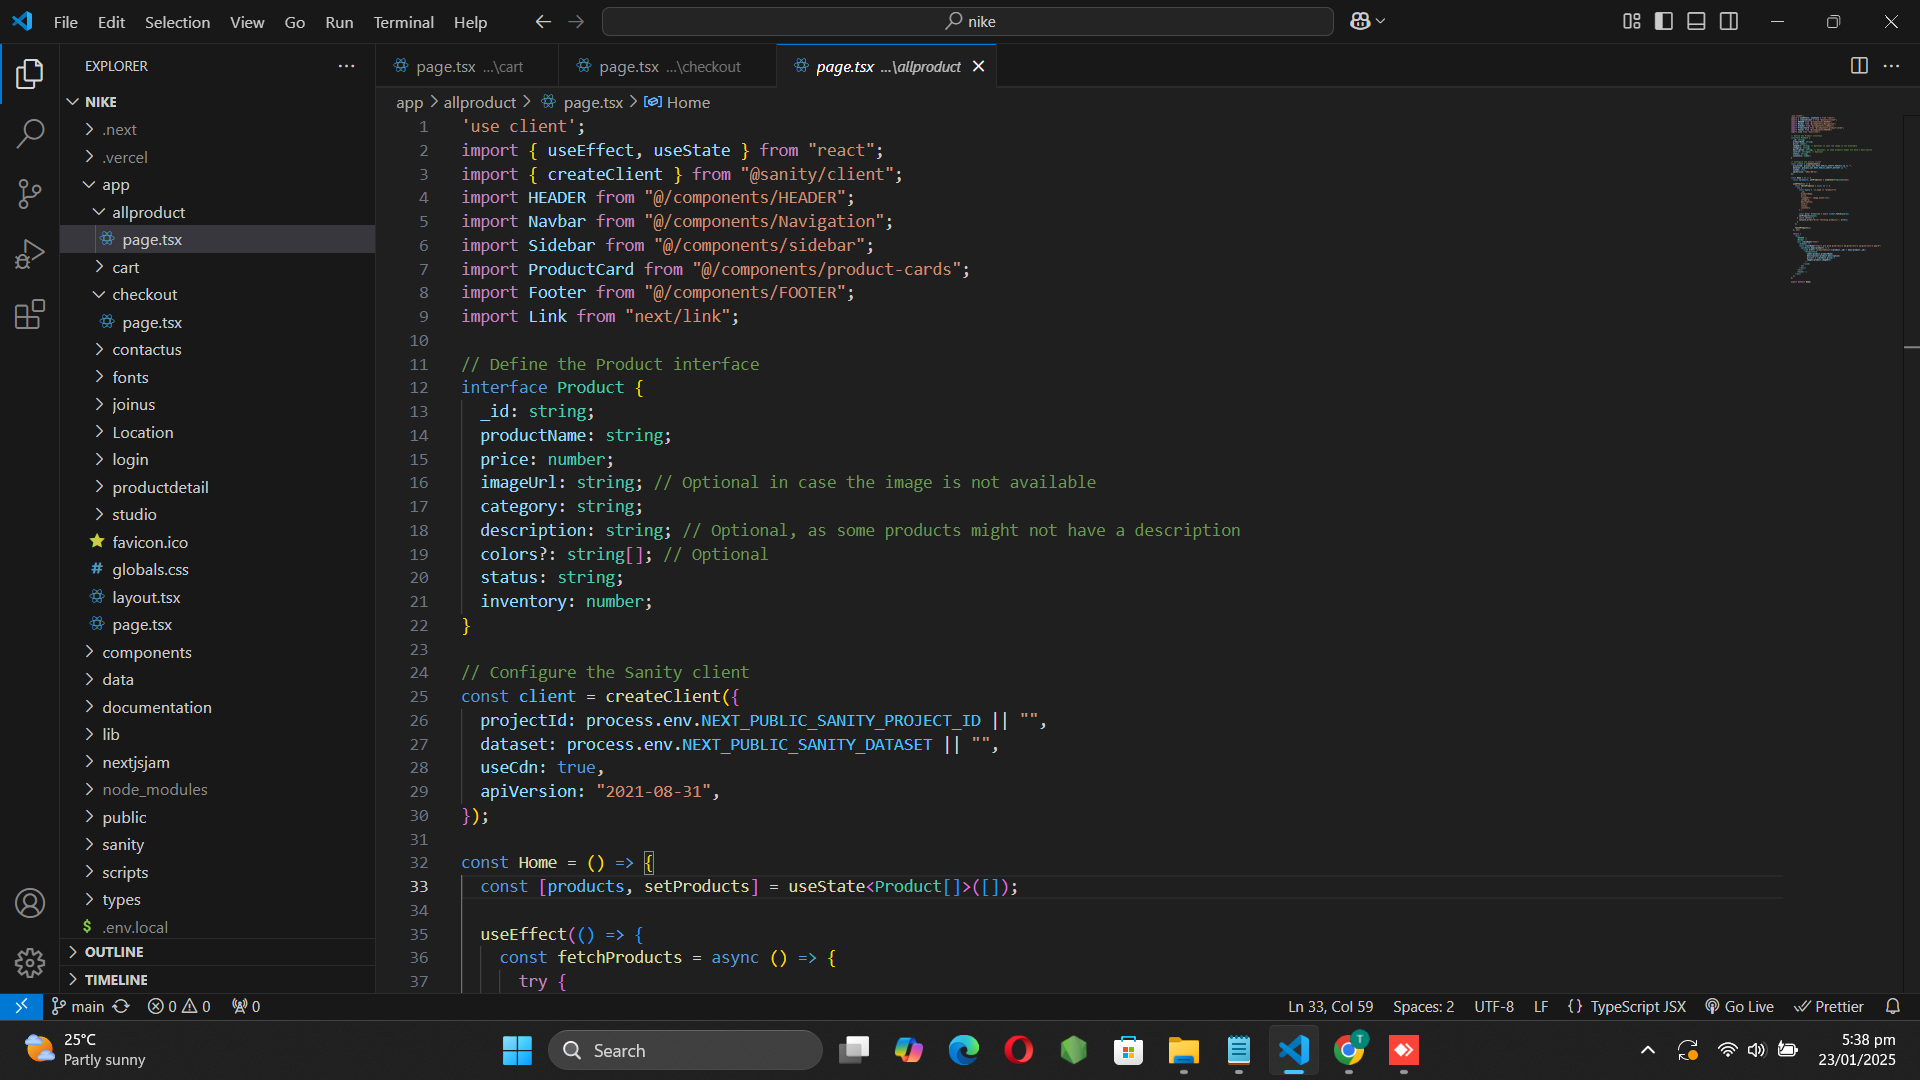 File Edit Selection View Go Run Terminal Help
nike
EXPLORER
NIKE
.next
.vercel
app
allproduct
page.tsx
cart
checkout
page.tsx
contactus
fonts
joinus
Location
login
productdetail
studio
favicon.ico
globals.css
layout.tsx
page.tsx
components
data
documentation
lib
nextjsjam
node_modules
public
sanity
scripts
types
.env.local
OUTLINE
TIMELINE
page.tsx ...\cart
page.tsx ...\checkout
page.tsx ...\allproduct
app > allproduct > page.tsx > Home
1 'use client';
2 import { useEffect, useState } from "react";
3 import { createClient } from "@sanity/client";
4 import HEADER from "@/components/HEADER";
5 import Navbar from "@/components/Navigation";
6 import Sidebar from "@/components/sidebar";
7 import ProductCard from "@/components/product-cards";
8 import Footer from "@/components/FOOTER";
9 import Link from "next/link";
10
11 // Define the Product interface
12 interface Product {
13 _id: string;
14 productName: string;
15 price: number;
16 imageUrl: string; // Optional in case the image is not available
17 category: string;
18 description: string; // Optional, as some products might not have a description
19 colors?: string[]; // Optional
20 status: string;
21 inventory: number;
22 }
23
24 // Configure the Sanity client
25 const client = createClient({
26 projectId: process.env.NEXT_PUBLIC_SANITY_PROJECT_ID || "",
27 dataset: process.env.NEXT_PUBLIC_SANITY_DATASET || "",
28 useCdn: true,
29 apiVersion: "2021-08-31",
30 });
31
32 const Home = () => {
33 const [products, setProducts] = useState<Product[]>([]);
34
35 useEffect(() => {
36 const fetchProducts = async () => {
37 try {
main 0 0 0
Ln 33, Col 59 Spaces: 2 UTF-8 LF {} TypeScript JSX Go Live Prettier
25°C
Partly sunny
Search
T
5:38 pm
23/01/2025